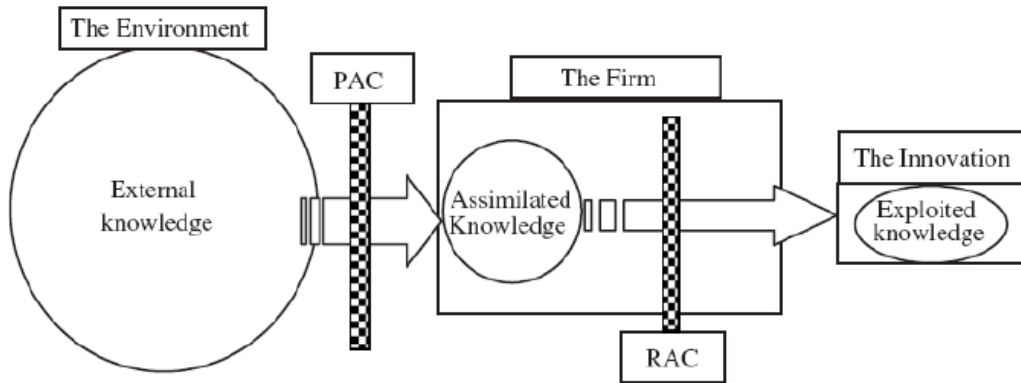 The Environment
PAC
The Firm
External
knowledge
Assimilated
Knowledge
The Innovation
Exploited
knowledge
RAC